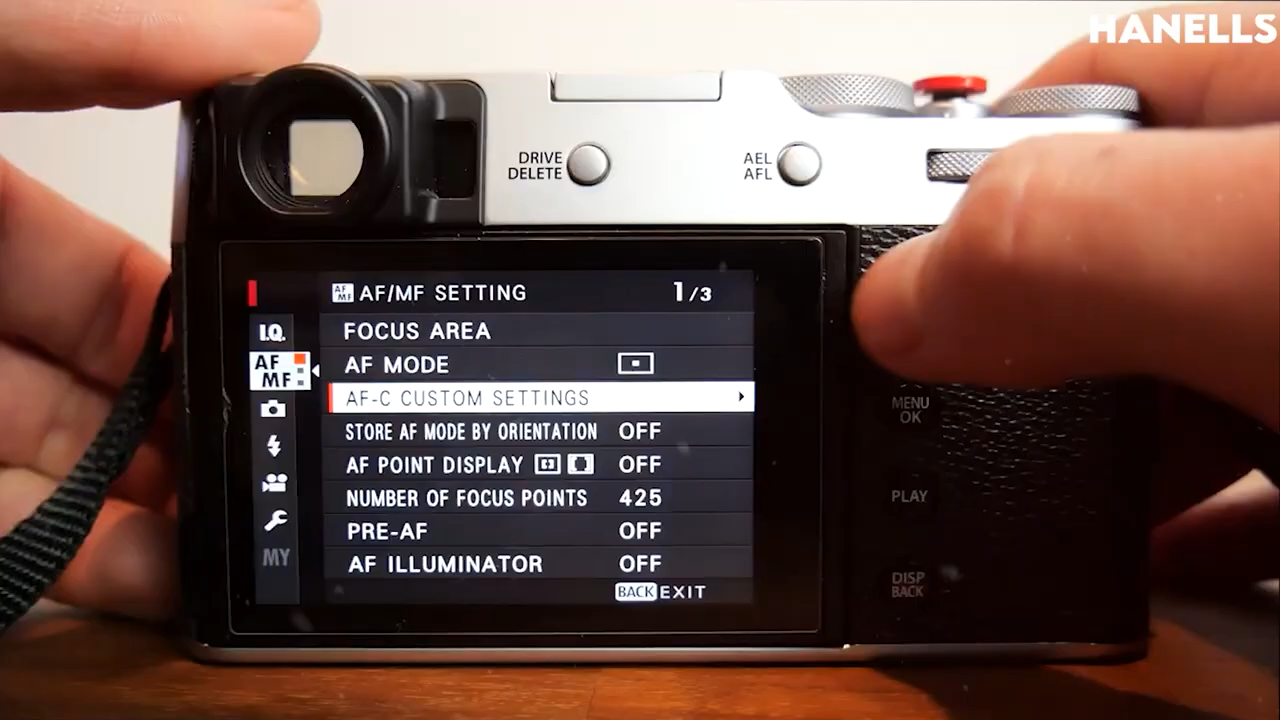 HANELLS
DRIVE
DELETE
AEL
AFL
AF MF AF/MF SETTING 1/3
I.Q.
FOCUS AREA
AF MF
AF MODE
AF-C CUSTOM SETTINGS
STORE AF MODE BY ORIENTATION OFF
AF POINT DISPLAY OFF
NUMBER OF FOCUS POINTS 425
PRE-AF OFF
MY
AF ILLUMINATOR OFF
BACK EXIT
MENU
OK
PLAY
DISP
BACK